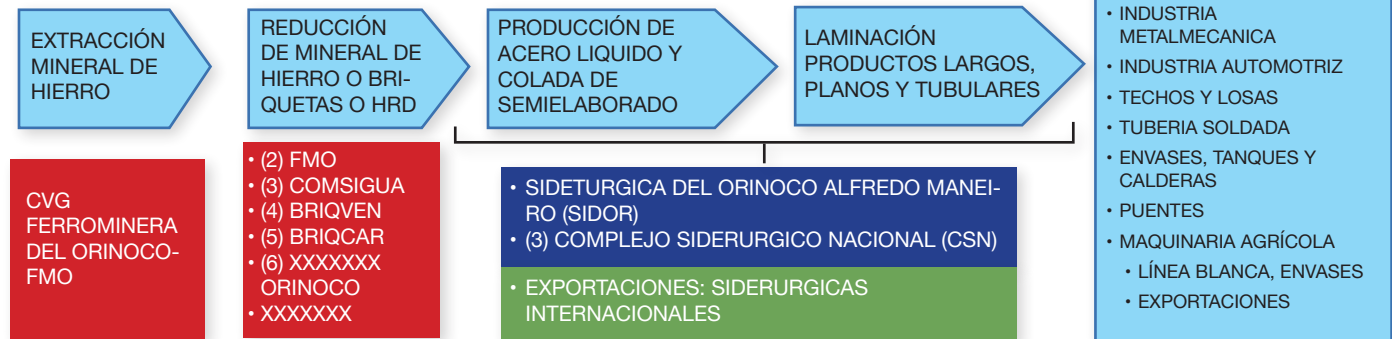 EXTRACCIÓN
MINERAL DE
HIERRO
REDUCCIÓN
DE MINERAL DE
HIERRO O BRI-
QUETAS O HRD
PRODUCCIÓN DE
ACERO LIQUIDO Y
COLADA DE
SEMIELABORADO
LAMINACIÓN
PRODUCTOS LARGOS,
PLANOS Y TUBULARES
• INDUSTRIA
METALMECANICA
• INDUSTRIA AUTOMOTRIZ
• TECHOS Y LOSAS
• TUBERIA SOLDADA
• ENVASES, TANQUES Y
CALDERAS
• PUENTES
• MAQUINARIA AGRÍCOLA
• LÍNEA BLANCA, ENVASES
• EXPORTACIONES
CVG
FERROMINERA
DEL ORINOCO-
FMO
• (2) FMO
• (3) COMSIGUA
• (4) BRIQVEN
• (5) BRIQCAR
• (6) XXXXXXX
ORINOCO
• XXXXXXX
• SIDETURGICA DEL ORINOCO ALFREDO MANEI-
RO (SIDOR)
• (3) COMPLEJO SIDERURGICO NACIONAL (CSN)
• EXPORTACIONES: SIDERURGICAS
INTERNACIONALES